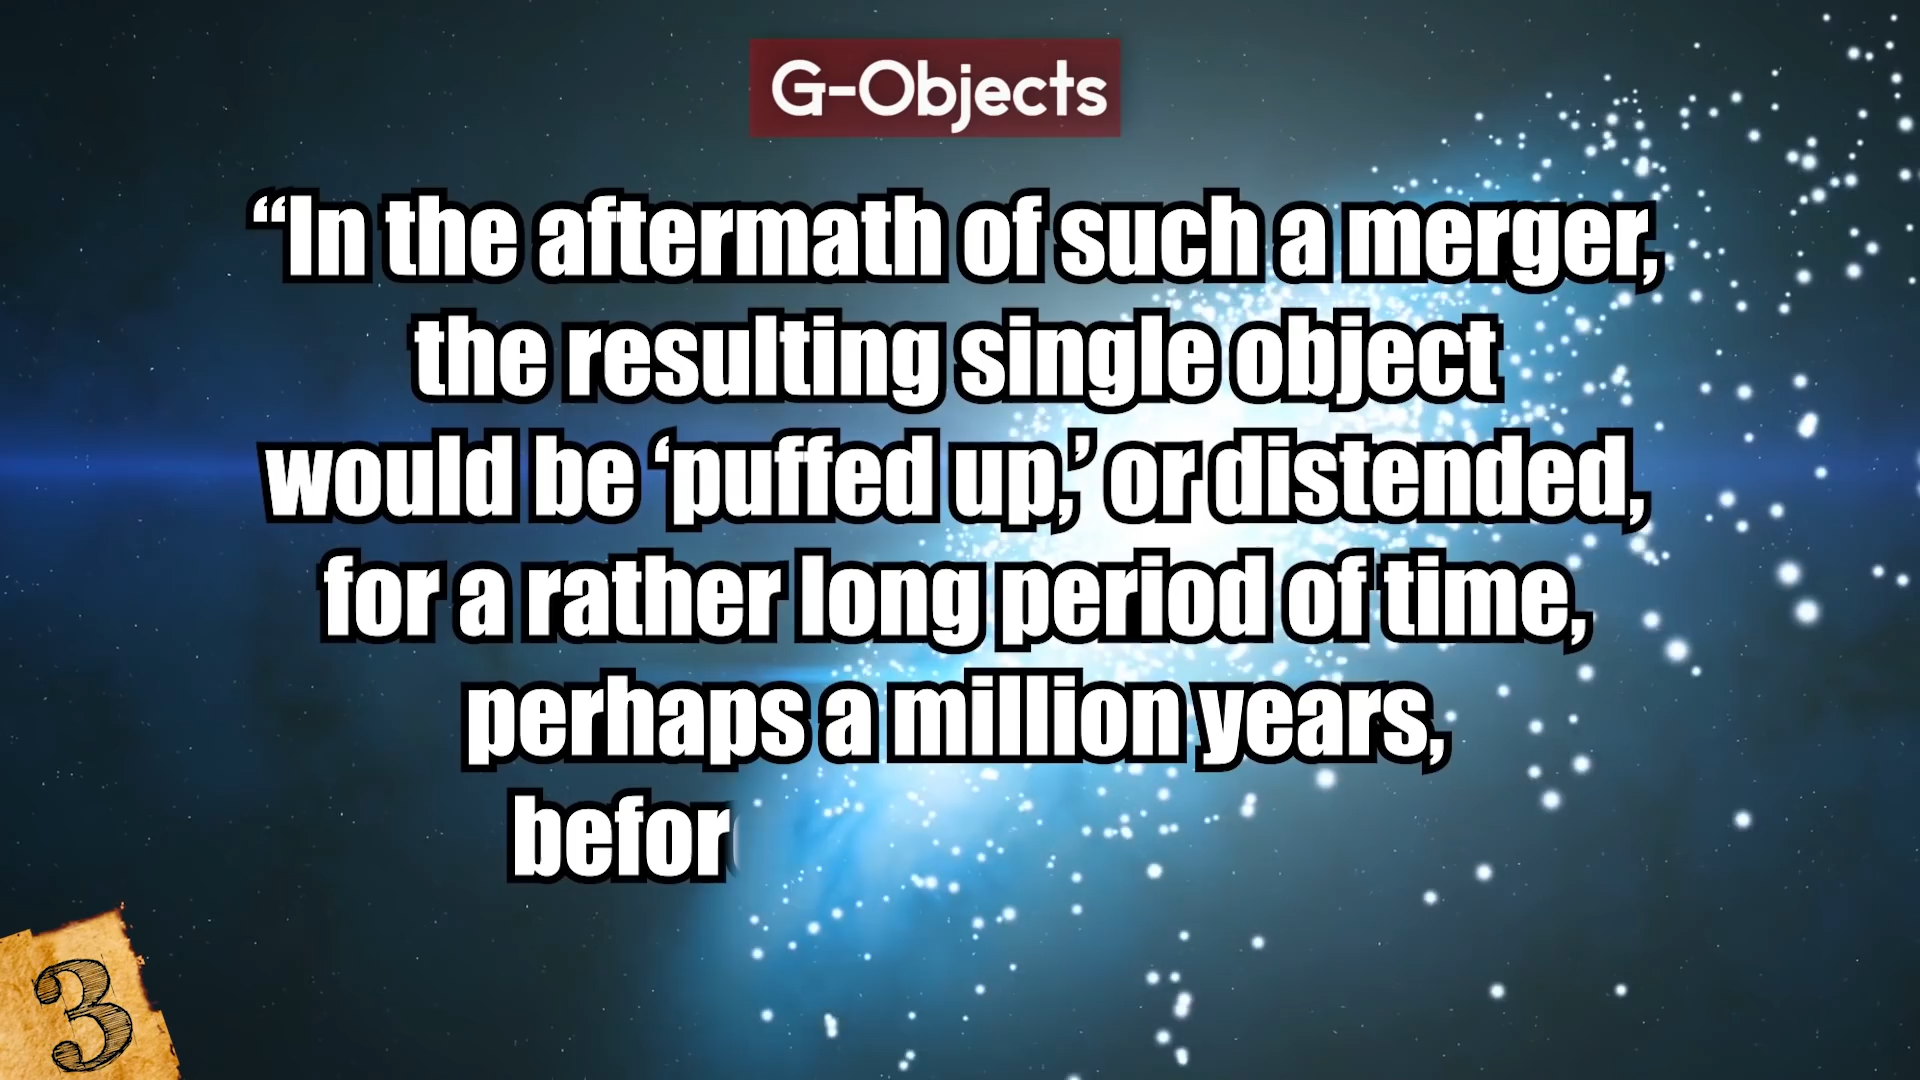 G-Objects
“In the aftermath of such a merger,
the resulting single object
would be ‘puffed up,’ or distended,
for a rather long period of time,
perhaps a million years,
befor
3